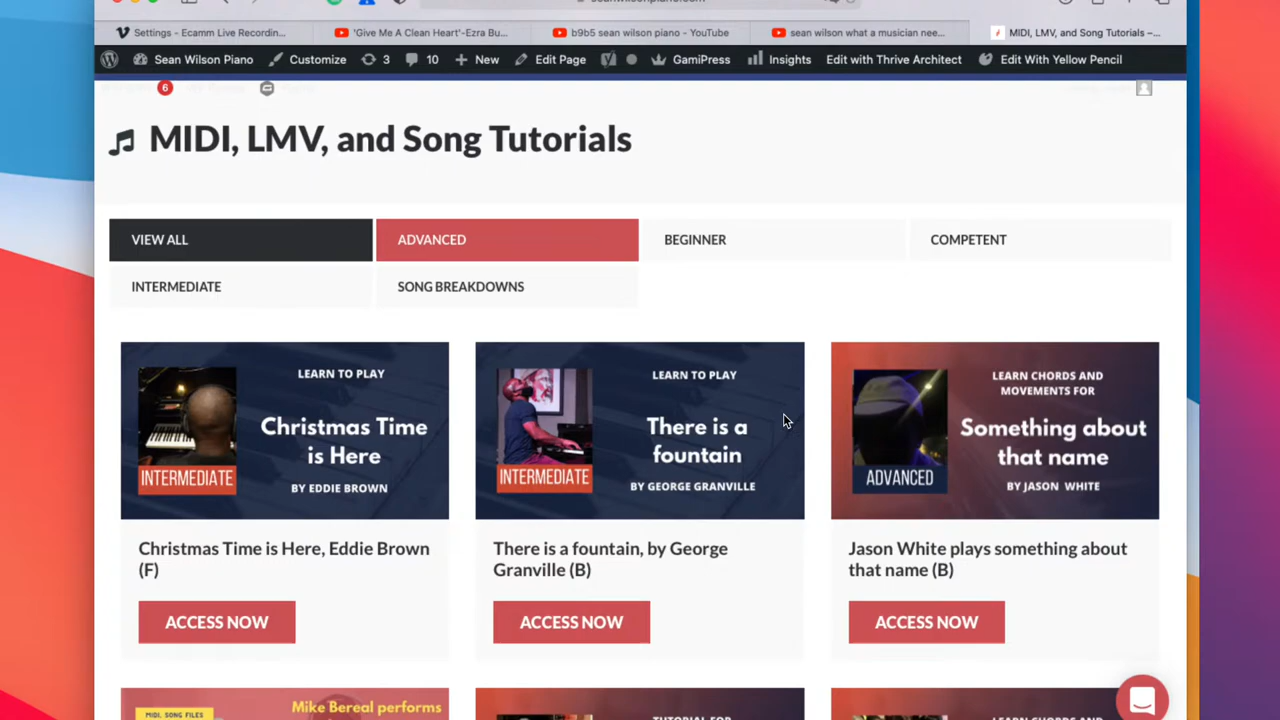 seanwilsonpiano.com
Settings - Ecamm Live Recordin...
'Give Me A Clean Heart'-Ezra Bu...
b9b5 sean wilson piano - YouTube
sean wilson what a musician nee...
MIDI, LMV, and Song Tutorials –...
Sean Wilson Piano
Customize
3
10
New
Edit Page
GamiPress
Insights
Edit with Thrive Architect
Edit With Yellow Pencil
6
MIDI, LMV, and Song Tutorials
VIEW ALL
ADVANCED
BEGINNER
COMPETENT
INTERMEDIATE
SONG BREAKDOWNS
LEARN TO PLAY
Christmas Time
is Here
BY EDDIE BROWN
INTERMEDIATE
Christmas Time is Here, Eddie Brown
(F)
ACCESS NOW
LEARN TO PLAY
There is a
fountain
BY GEORGE GRANVILLE
INTERMEDIATE
There is a fountain, by George
Granville (B)
ACCESS NOW
LEARN CHORDS AND
MOVEMENTS FOR
Something about
that name
BY JASON WHITE
ADVANCED
Jason White plays something about
that name (B)
ACCESS NOW
MIDI, SONG FILES
Mike Bereal performs
TUTORIAL FOR
LEARN CHORDS AND